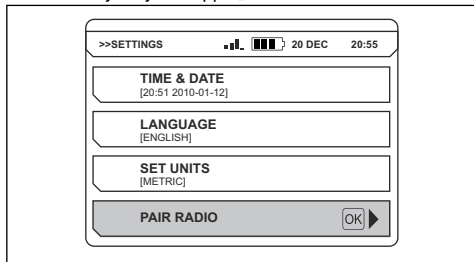 >>SETTINGS 20 DEC 20:55
TIME & DATE
[20:51 2010-01-12]
LANGUAGE
[ENGLISH]
SET UNITS
[METRIC]
PAIR RADIO OK